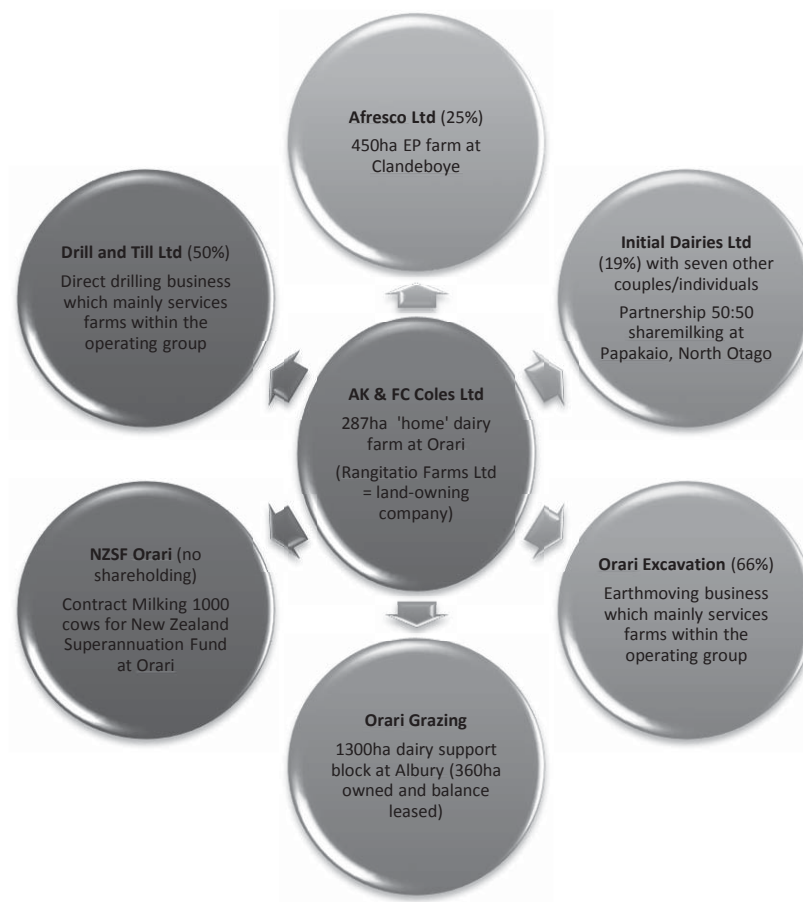 Afresco Ltd (25%)
450ha EP farm at
Clandeboye
Drill and Till Ltd (50%)
Direct drilling business
which mainly services
farms within the
operating group
Initial Dairies Ltd
(19%) with seven other
couples/individuals
Partnership 50:50
sharemilking at
Papakaio, North Otago
AK & FC Coles Ltd
287ha 'home' dairy
farm at Orari
(Rangitatio Farms Ltd
= land-owning
company)
NZSF Orari (no
shareholding)
Contract Milking 1000
cows for New Zealand
Superannuation Fund
at Orari
Orari Excavation (66%)
Earthmoving business
which mainly services
farms within the
operating group
Orari Grazing
1300ha dairy support
block at Albury (360ha
owned and balance
leased)